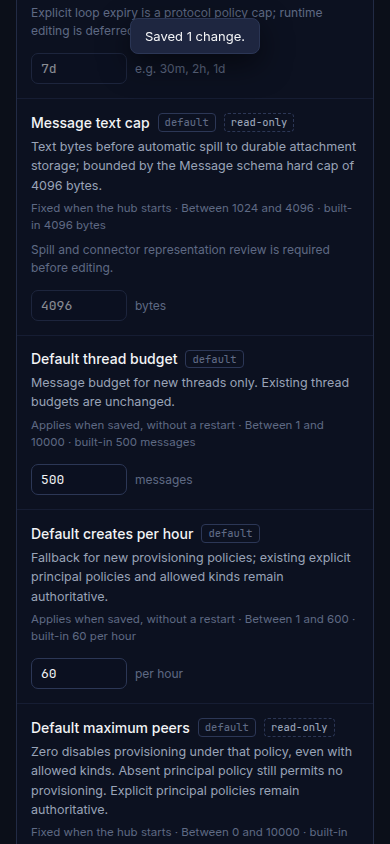 Explicit loop expiry is a protocol policy cap; runtime
editing is deferred
Saved 1 change.
7d e.g. 30m, 2h, 1d
Message text cap default read-only
Text bytes before automatic spill to durable attachment
storage; bounded by the Message schema hard cap of
4096 bytes.
Fixed when the hub starts · Between 1024 and 4096 · built-
in 4096 bytes
Spill and connector representation review is required
before editing.
4096 bytes
Default thread budget default
Message budget for new threads only. Existing thread
budgets are unchanged.
Applies when saved, without a restart · Between 1 and
10000 · built-in 500 messages
500 messages
Default creates per hour default
Fallback for new provisioning policies; existing explicit
principal policies and allowed kinds remain
authoritative.
Applies when saved, without a restart · Between 1 and 600 ·
built-in 60 per hour
60 per hour
Default maximum peers default read-only
Zero disables provisioning under that policy, even with
allowed kinds. Absent principal policy still permits no
provisioning. Explicit principal policies remain
authoritative.
Fixed when the hub starts · Between 0 and 10000 · built-in